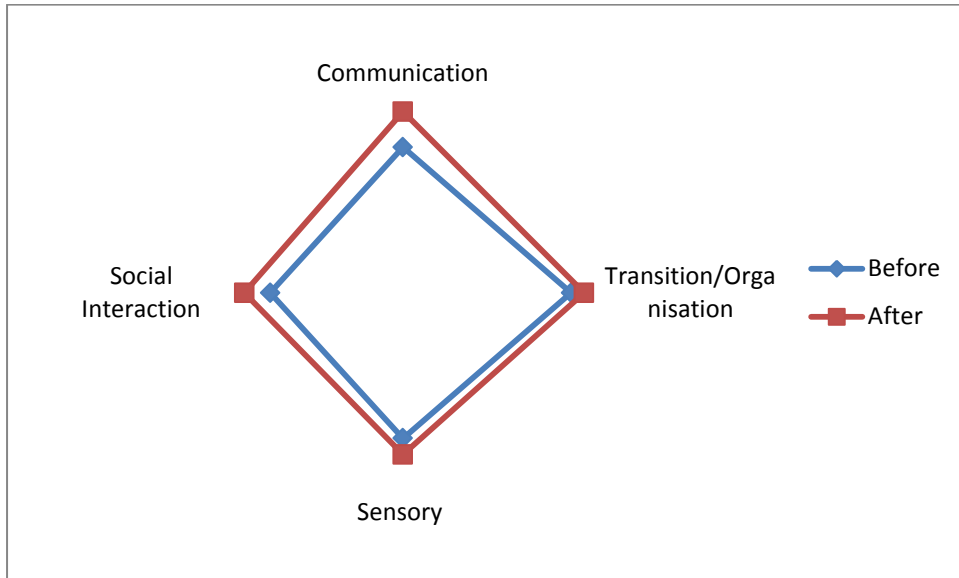 Communication
Social
Interaction
Transition/Orga
nisation
Before
After
Sensory